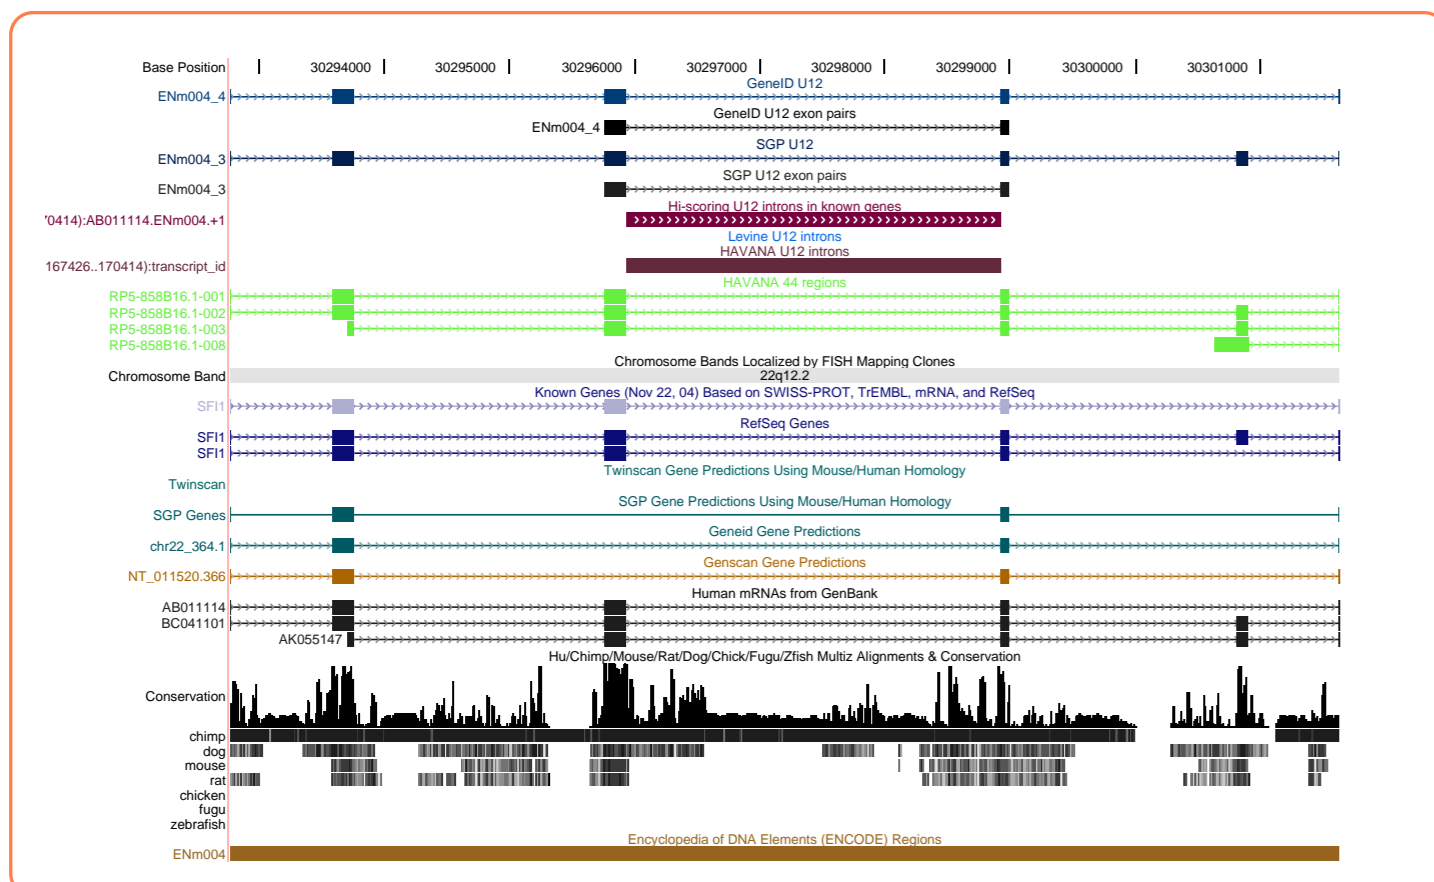 Base Position 30294000 30295000 30296000 30297000 30298000 30299000 30300000 30301000
GeneID U12
ENm004_4
GeneID U12 exon pairs
ENm004_4
SGP U12
ENm004_3
SGP U12 exon pairs
ENm004_3
Hi-scoring U12 introns in known genes
70414):AB011114.ENm004.+1
Levine U12 introns
HAVANA U12 introns
167426..170414):transcript_id
HAVANA 44 regions
RP5-858B16.1-001
RP5-858B16.1-002
RP5-858B16.1-003
RP5-858B16.1-008
Chromosome Bands Localized by FISH Mapping Clones
Chromosome Band 22q12.2
Known Genes (Nov 22, 04) Based on SWISS-PROT, TrEMBL, mRNA, and RefSeq
SFI1
RefSeq Genes
SFI1
SFI1
Twinscan Gene Predictions Using Mouse/Human Homology
Twinscan
SGP Gene Predictions Using Mouse/Human Homology
SGP Genes
Geneid Gene Predictions
chr22_364.1
Genscan Gene Predictions
NT_011520.366
Human mRNAs from GenBank
AB011114
BC041101
AK055147
Hu/Chimp/Mouse/Rat/Dog/Chick/Fugu/Zfish Multiz Alignments & Conservation
Conservation
chimp
dog
mouse
rat
chicken
fugu
zebrafish
Encyclopedia of DNA Elements (ENCODE) Regions
ENm004